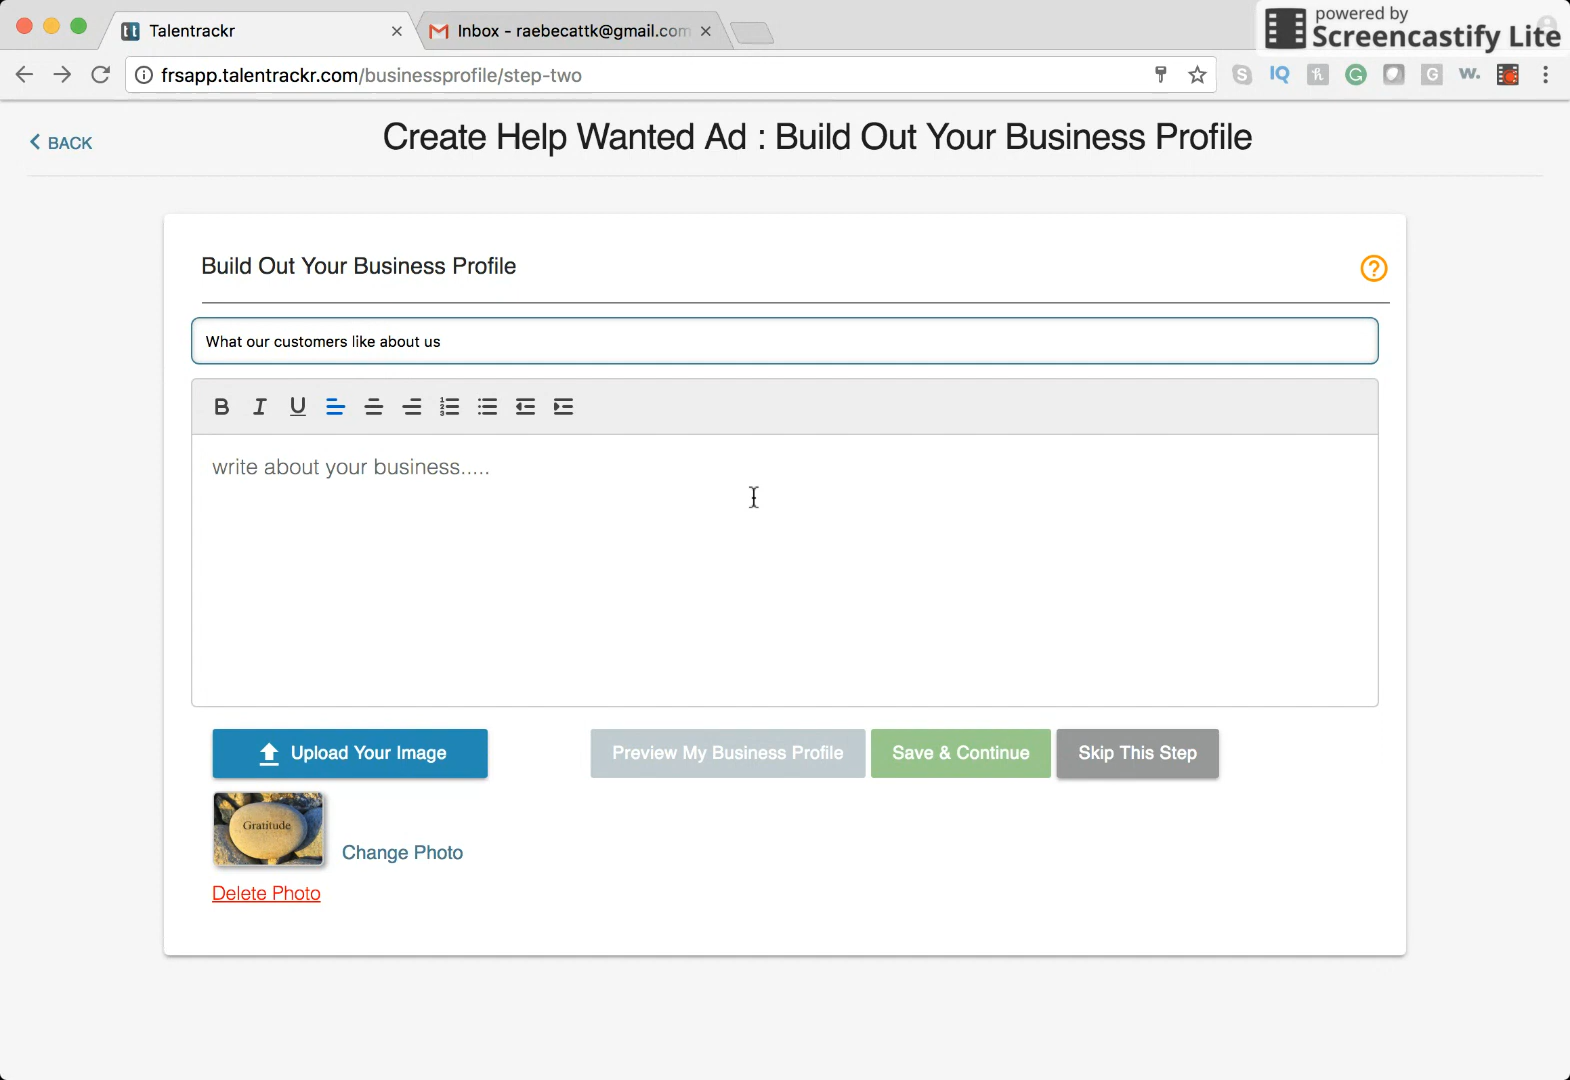 Talentrackr
Inbox - raebecattk@gmail.com
powered by
Screencastify Lite
frsapp.talentrackr.com/businessprofile/step-two
BACK
Create Help Wanted Ad : Build Out Your Business Profile
Build Out Your Business Profile
What our customers like about us
B I U
write about your business.....
Upload Your Image
Preview My Business Profile
Save & Continue
Skip This Step
Gratitude
Change Photo
Delete Photo